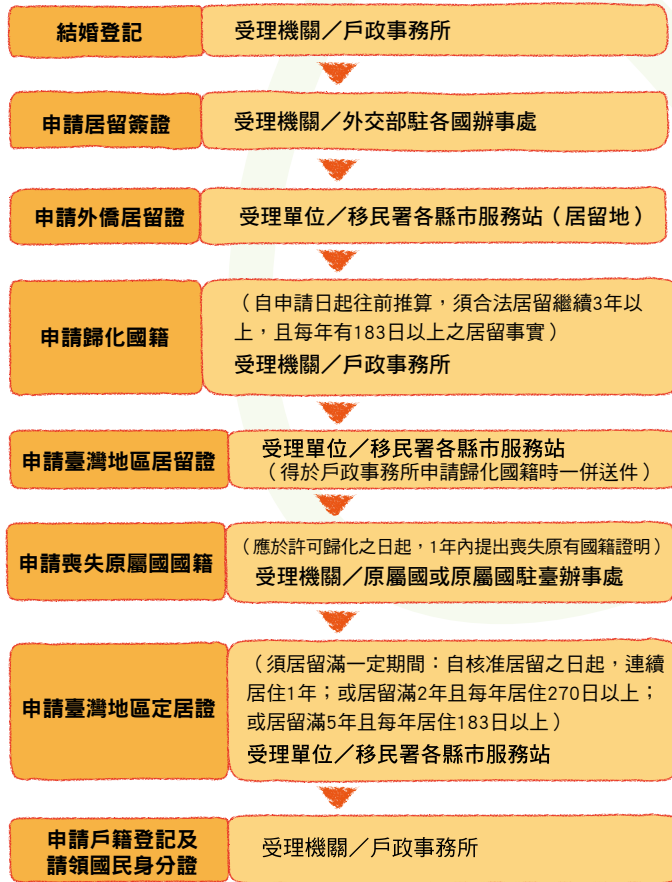 結婚登記
受理機關／戶政事務所
申請居留簽證
受理機關／外交部駐各國辦事處
申請外僑居留證
受理單位／移民署各縣市服務站（居留地）
申請歸化國籍
（自申請日起往前推算，須合法居留繼續3年以
上，且每年有183日以上之居留事實）
受理機關／戶政事務所
申請臺灣地區居留證
受理單位／移民署各縣市服務站
（得於戶政事務所申請歸化國籍時一併送件）
申請喪失原屬國國籍
（應於許可歸化之日起，1年內提出喪失原有國籍證明）
受理機關／原屬國或原屬國駐臺辦事處
申請臺灣地區定居證
（須居留滿一定期間：自核准居留之日起，連續
居住1年；或居留滿2年且每年居住270日以上；
或居留滿5年且每年居住183日以上）
受理單位／移民署各縣市服務站
申請戶籍登記及
請領國民身分證
受理機關／戶政事務所